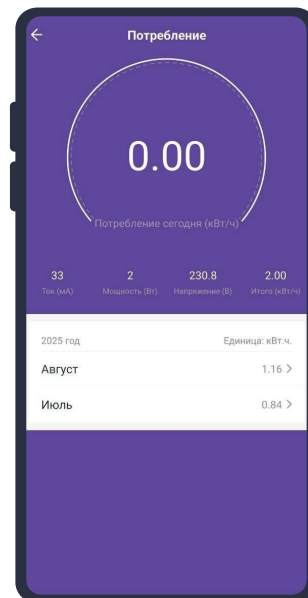 Потребление
0.00
Потребление сегодня (кВт/ч)
33 2 230.8 2.00
Ток (мА) Мощность (Вт) Напряжение (В) Итого (кВт/ч)
2025 год Единица: кВт.ч.
Август 1.16
Июль 0.84